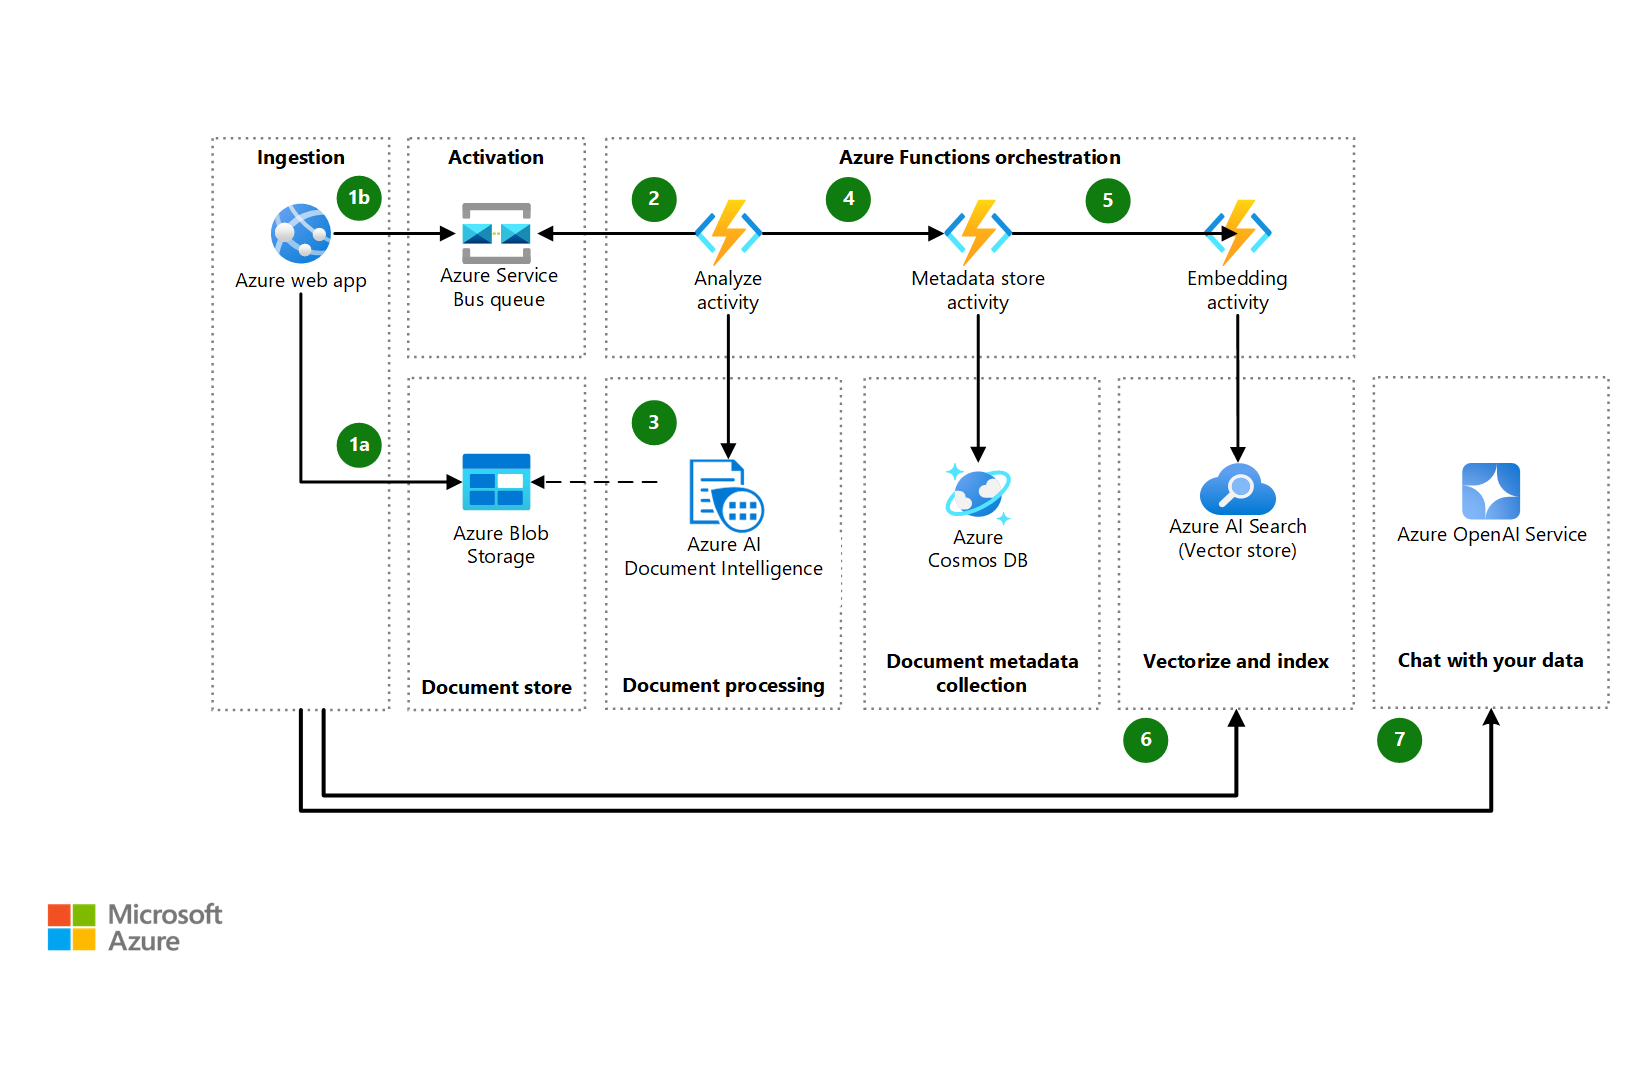 Ingestion
1b
Azure web app
1a
Activation
Azure Service
Bus queue
Azure Functions orchestration
2
4
5
Analyze
activity
Metadata store
activity
Embedding
activity
Azure Blob
Storage
Document store
3
Azure AI
Document Intelligence
Document processing
Azure
Cosmos DB
Document metadata
collection
Azure AI Search
(Vector store)
Vectorize and index
Azure OpenAI Service
Chat with your data
6
7
Microsoft
Azure